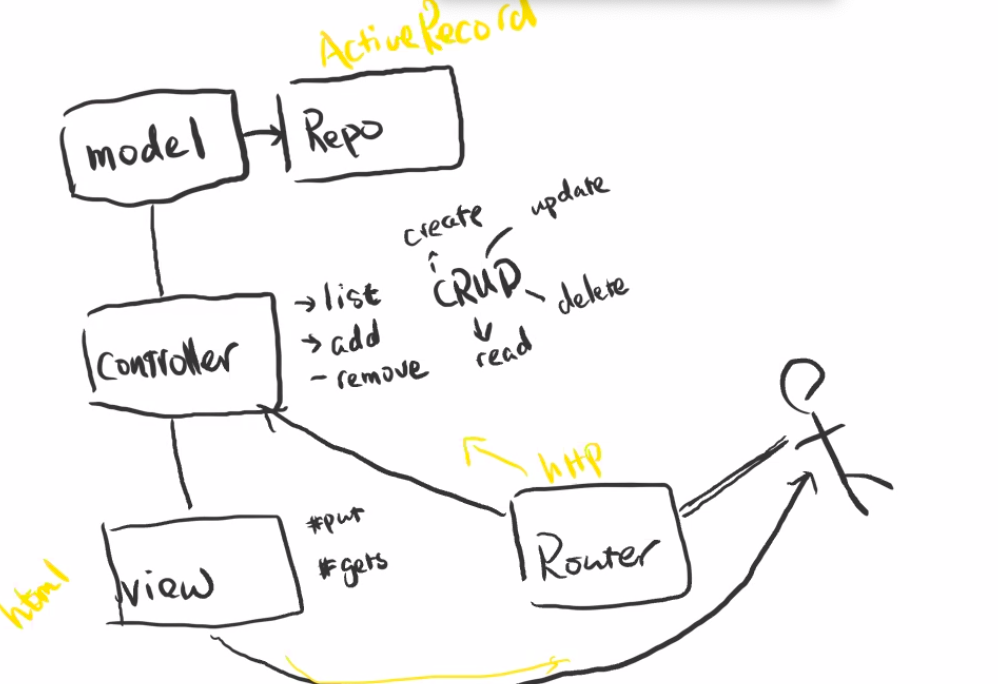 ActiveRecord
model
Repo
create
update
CRUD
delete
read
→ list
→ add
- remove
controller
http
Router
#put
#gets
view
html